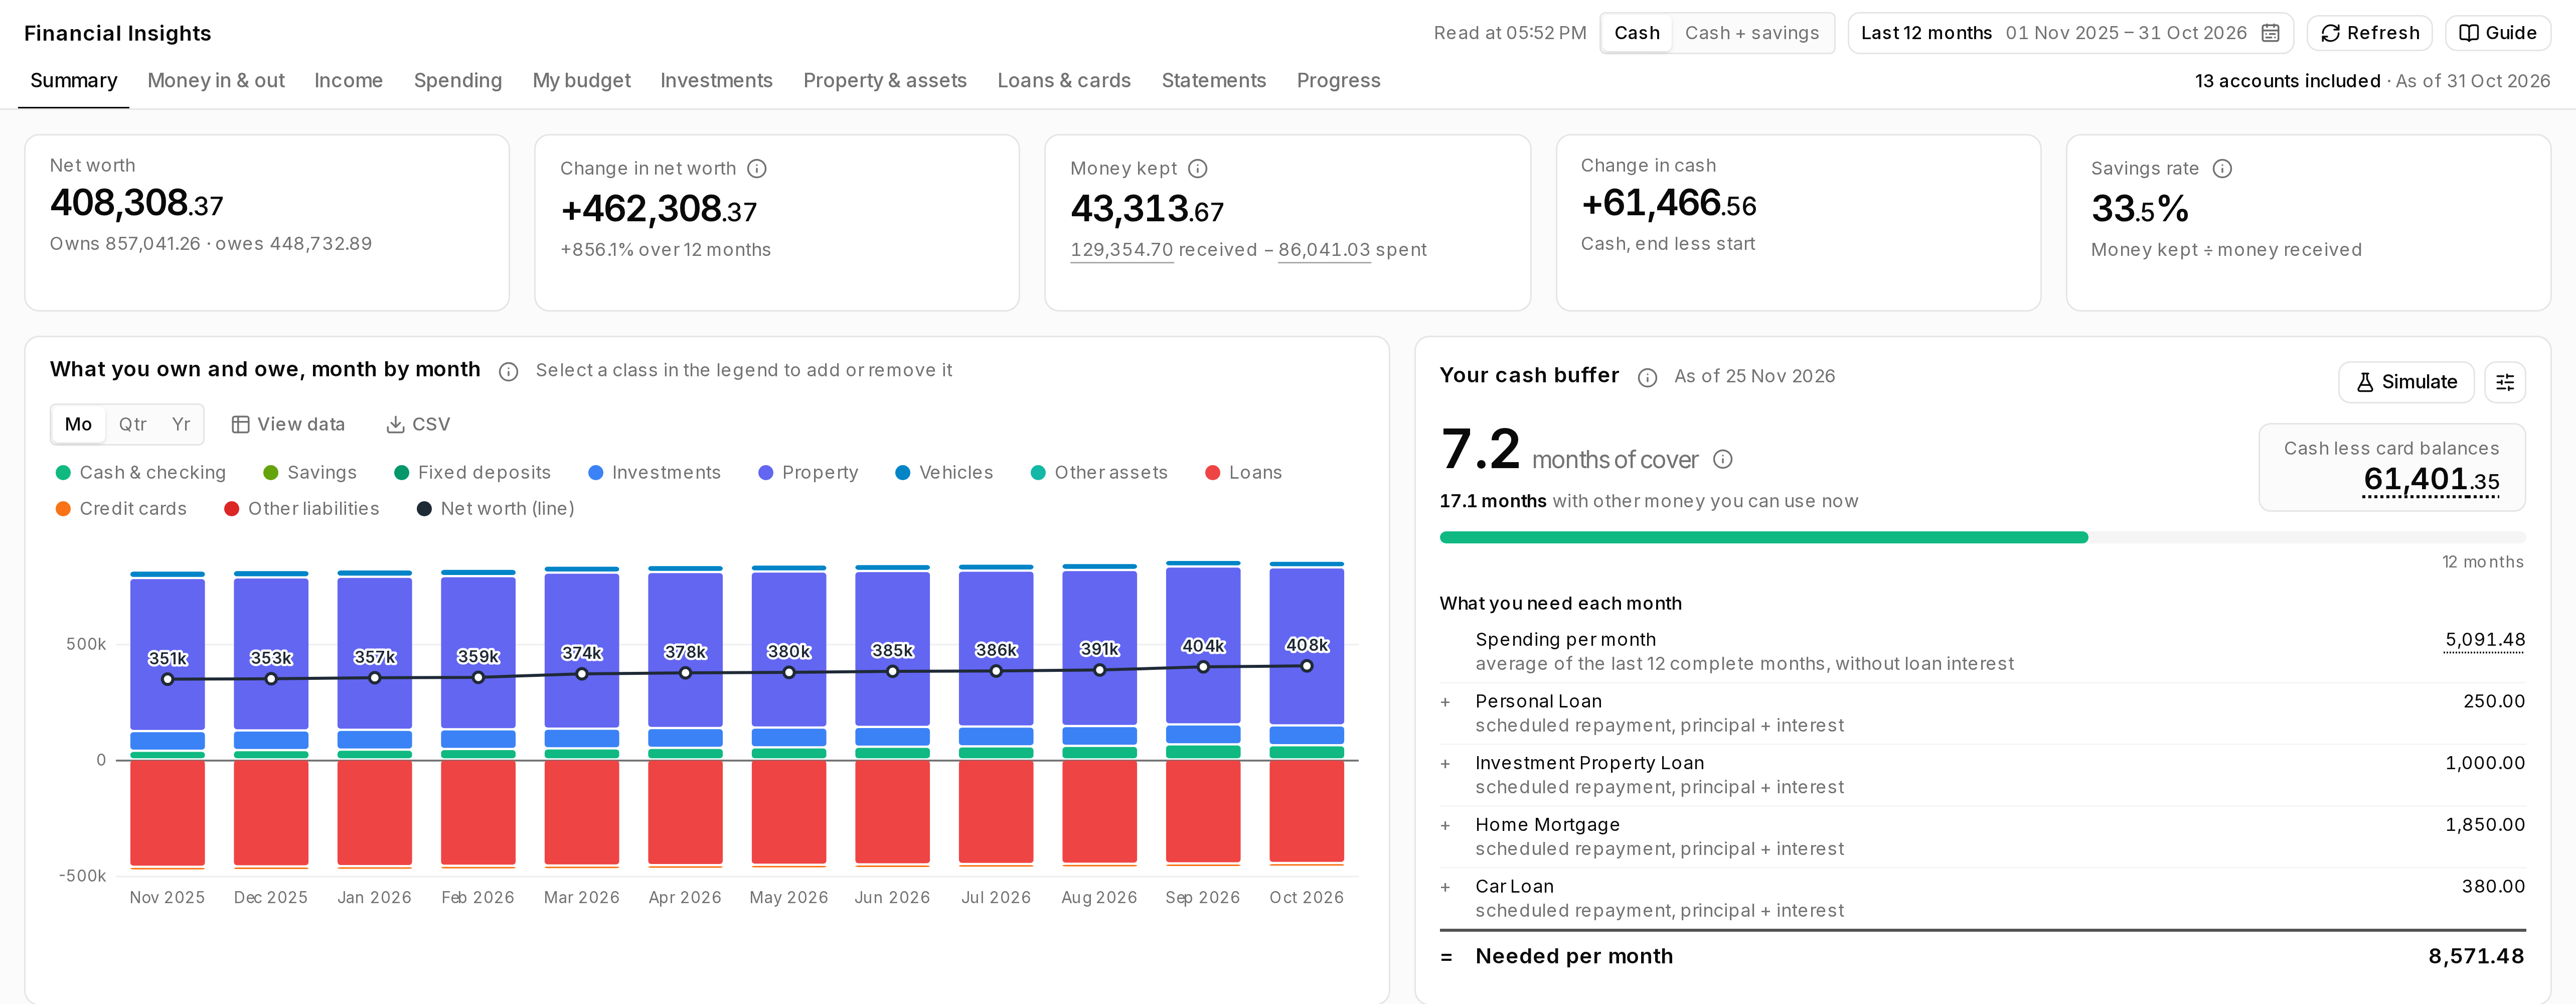 Financial Insights
Read at 05:52 PM Cash Cash + savings Last 12 months 01 Nov 2025 – 31 Oct 2026 Refresh Guide
Summary Money in & out Income Spending My budget Investments Property & assets Loans & cards Statements Progress
13 accounts included · As of 31 Oct 2026
Net worth
408,308.37
Owns 857,041.26 · owes 448,732.89
Change in net worth
+462,308.37
+856.1% over 12 months
Money kept
43,313.67
129,354.70 received – 86,041.03 spent
Change in cash
+61,466.56
Cash, end less start
Savings rate
33.5%
Money kept ÷ money received
What you own and owe, month by month Select a class in the legend to add or remove it
Mo Qtr Yr View data CSV
Cash & checking Savings Fixed deposits Investments Property Vehicles Other assets Loans
Credit cards Other liabilities Net worth (line)
500k
0
-500k
351k 353k 357k 359k 374k 378k 380k 385k 386k 391k 404k 408k
Nov 2025 Dec 2025 Jan 2026 Feb 2026 Mar 2026 Apr 2026 May 2026 Jun 2026 Jul 2026 Aug 2026 Sep 2026 Oct 2026
Your cash buffer As of 25 Nov 2026 Simulate
7.2 months of cover
17.1 months with other money you can use now
Cash less card balances
61,401.35
12 months
What you need each month
Spending per month 5,091.48
average of the last 12 complete months, without loan interest
+ Personal Loan 250.00
scheduled repayment, principal + interest
+ Investment Property Loan 1,000.00
scheduled repayment, principal + interest
+ Home Mortgage 1,850.00
scheduled repayment, principal + interest
+ Car Loan 380.00
scheduled repayment, principal + interest
= Needed per month 8,571.48